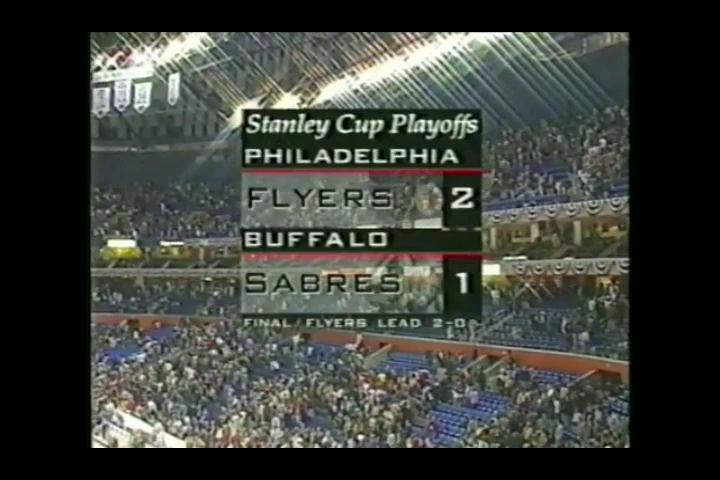 Stanley Cup Playoffs
PHILADELPHIA
FLYERS 2
BUFFALO
SABRES 1
FINAL / FLYERS LEAD 2-0